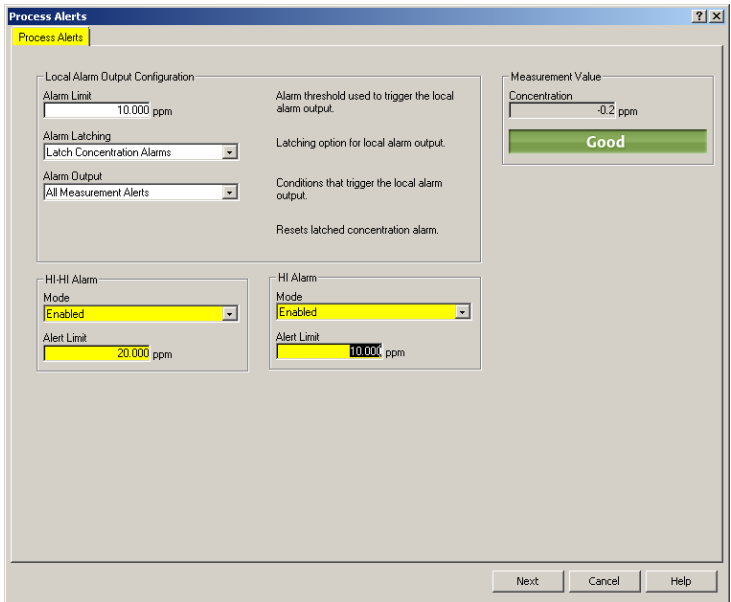 Process Alerts
Process Alerts
Local Alarm Output Configuration
Alarm Limit
10.000 ppm
Alarm threshold used to trigger the local
alarm output.
Alarm Latching
Latch Concentration Alarms
Latching option for local alarm output.
Alarm Output
All Measurement Alerts
Conditions that trigger the local alarm
output.
Resets latched concentration alarm.
Measurement Value
Concentration
-0.2 ppm
Good
HI-HI Alarm
Mode
Enabled
Alert Limit
20.000 ppm
HI Alarm
Mode
Enabled
Alert Limit
10.000 ppm
Next
Cancel
Help